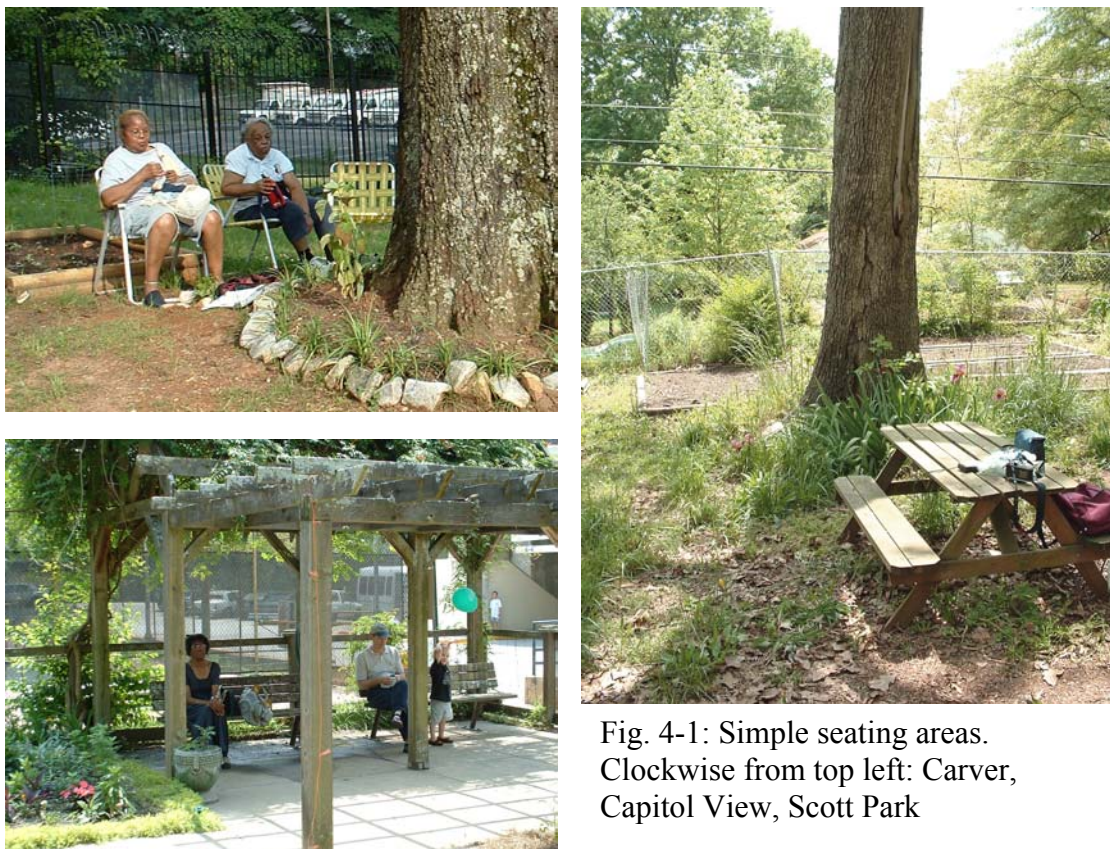 Fig. 4-1: Simple seating areas.
Clockwise from top left: Carver,
Capitol View, Scott Park